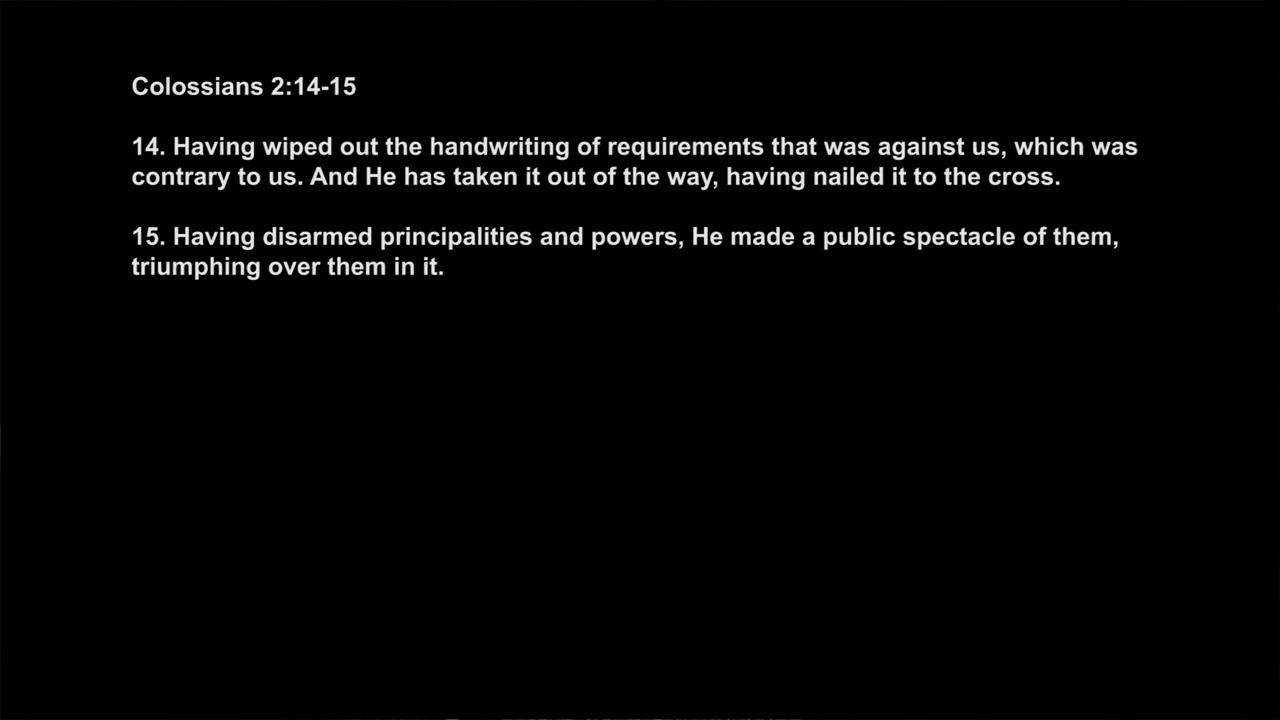 Colossians 2:14-15
14. Having wiped out the handwriting of requirements that was against us, which was
contrary to us. And He has taken it out of the way, having nailed it to the cross.
15. Having disarmed principalities and powers, He made a public spectacle of them,
triumphing over them in it.